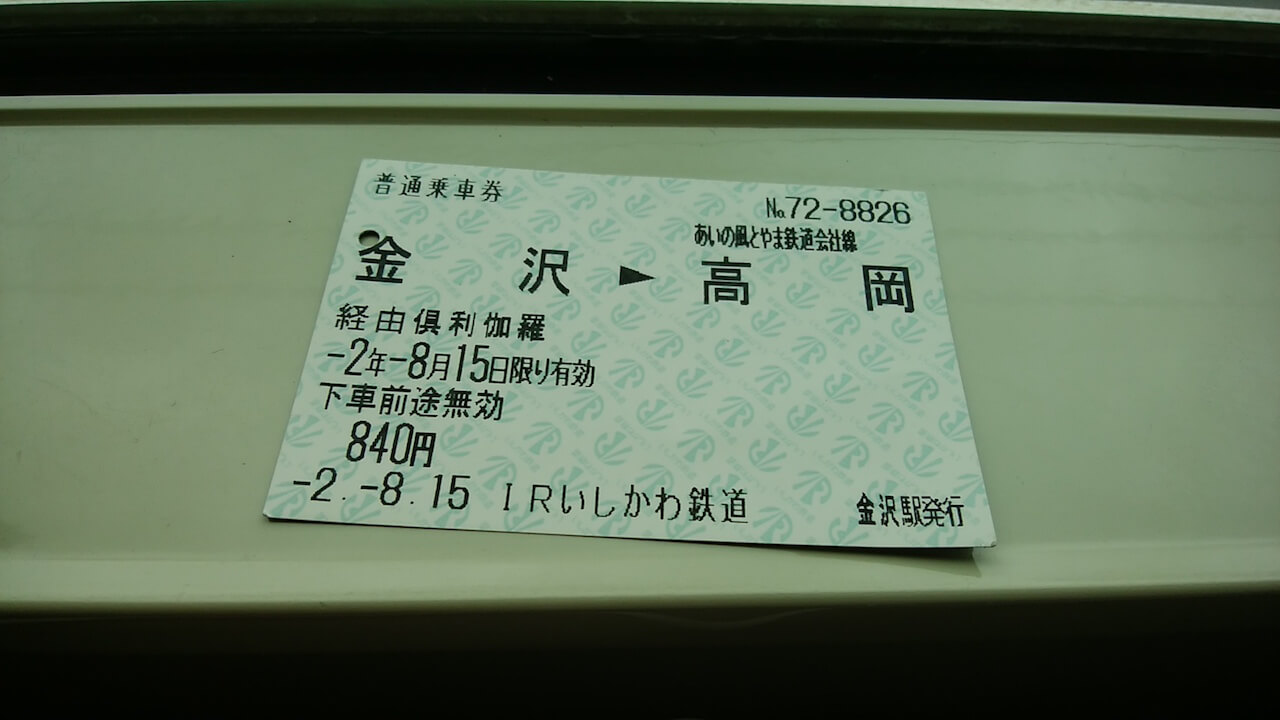 普通乗車券
№72-8826
あいの風とやま鉄道会社線
金沢▶高岡
経由倶利伽羅
-2年-8月15日限り有効
下車前途無効
840円
-2.-8.15 IRいしかわ鉄道 金沢駅発行